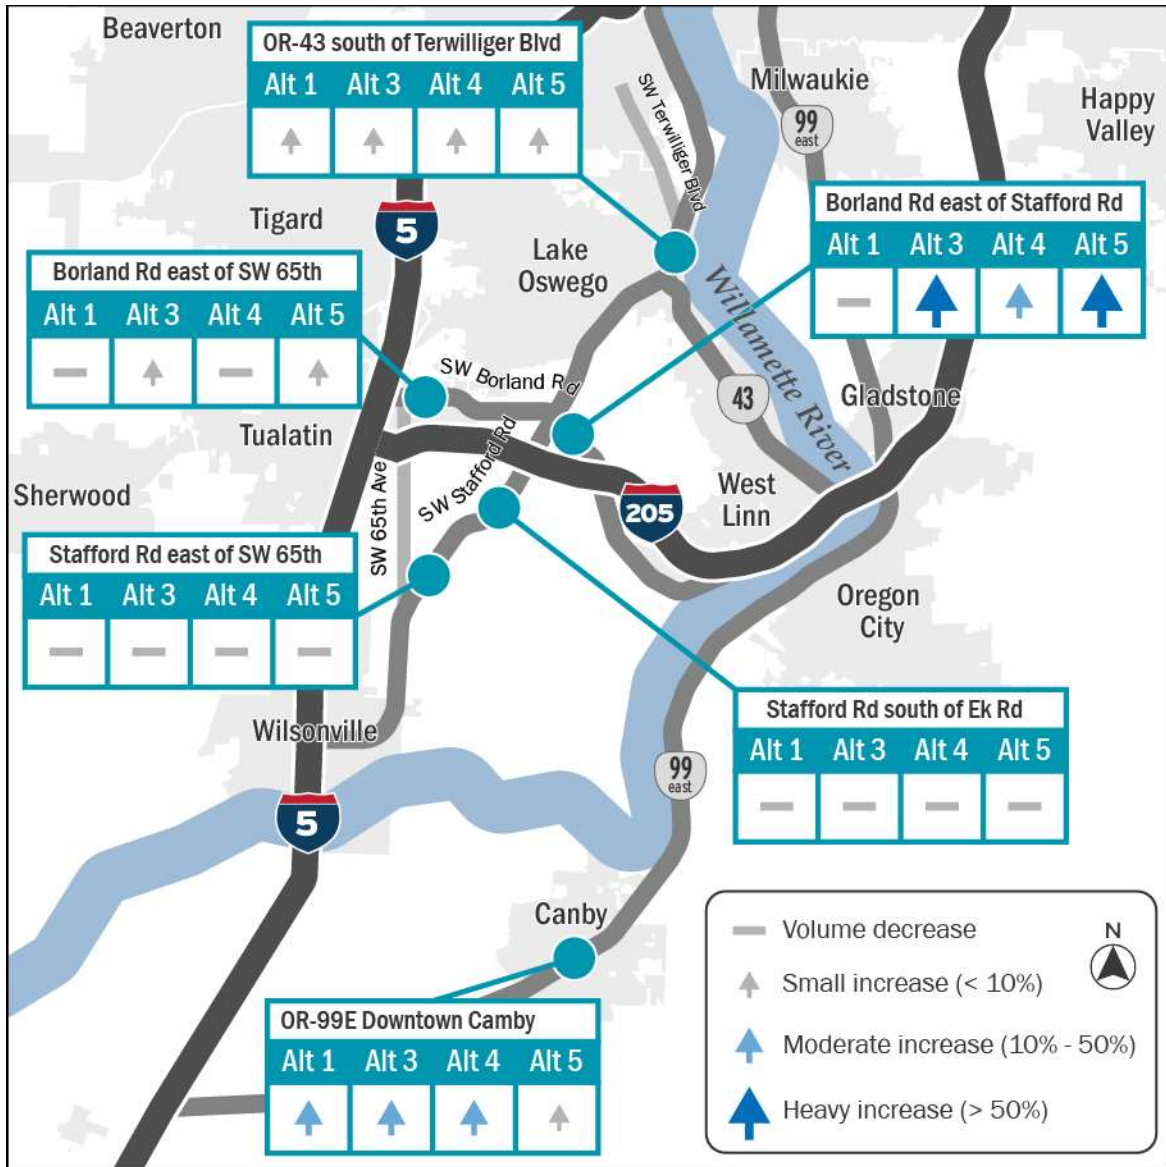 Beaverton
OR-43 south of Terwilliger Blvd
Alt 1 Alt 3 Alt 4 Alt 5
SW Terwilliger Blvd
Milwaukie
99
east
Happy
Valley
Tigard
5
Lake
Oswego
Borland Rd east of Stafford Rd
Alt 1 Alt 3 Alt 4 Alt 5
Borland Rd east of SW 65th
Alt 1 Alt 3 Alt 4 Alt 5
Willamette River
SW Borland Rd
43
Gladstone
Tualatin
SW Stafford Rd
Sherwood
SW 65th Ave
205
West
Linn
Stafford Rd east of SW 65th
Alt 1 Alt 3 Alt 4 Alt 5
Oregon
City
Wilsonville
Stafford Rd south of Ek Rd
Alt 1 Alt 3 Alt 4 Alt 5
99
east
5
Canby
OR-99E Downtown Camby
Alt 1 Alt 3 Alt 4 Alt 5
Volume decrease
N
Small increase (< 10%)
Moderate increase (10% - 50%)
Heavy increase (> 50%)